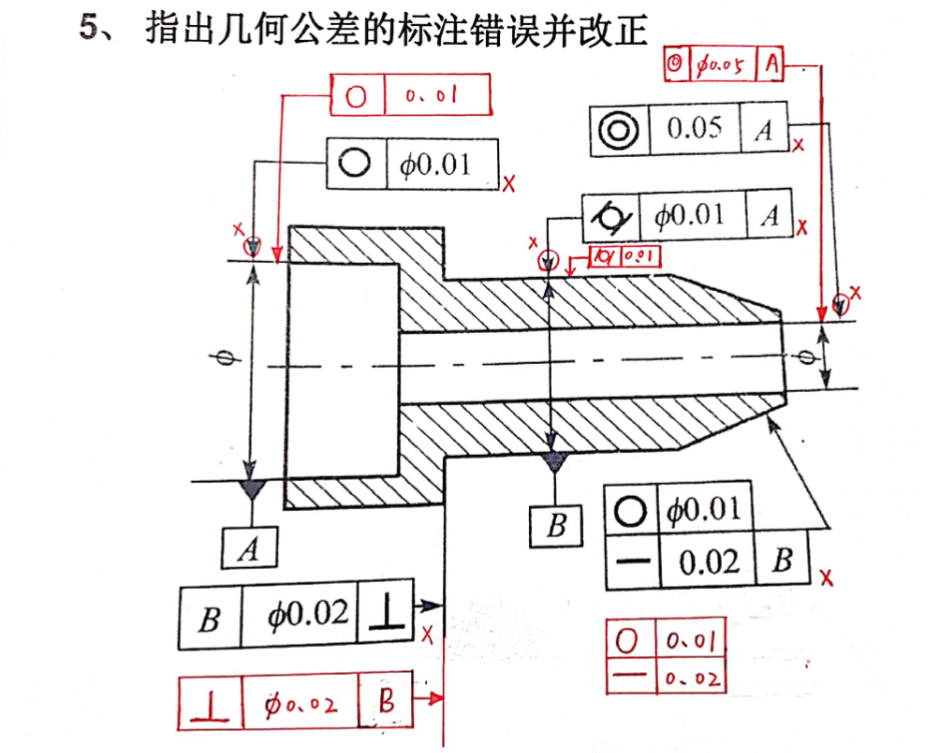 5、 指出几何公差的标注错误并改正
◎ ϕ0.05 A
○ 0.01
◎ 0.05 A
x
○ ϕ0.01
x
⌭ ϕ0.01 A
x
x
x
⌭ 0.01
x
ϕ
ϕ
A
B
○ ϕ0.01
— 0.02 B
x
B ϕ0.02 ⊥
x
○ 0.01
— 0.02
⊥ ϕ0.02 B